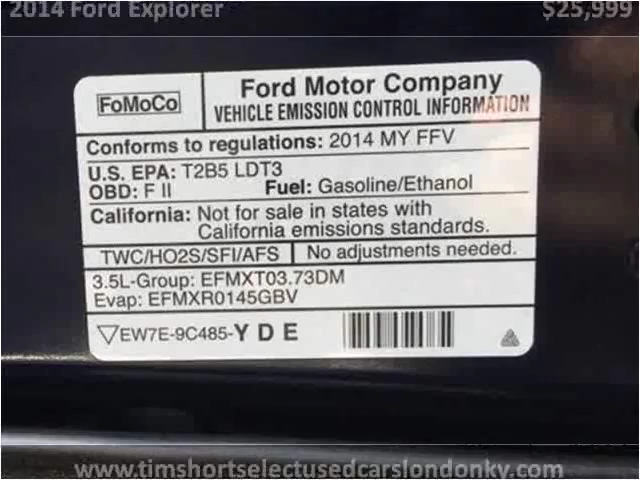 2014 Ford Explorer $25,999
FoMoCo
Ford Motor Company
VEHICLE EMISSION CONTROL INFORMATION
Conforms to regulations: 2014 MY FFV
U.S. EPA: T2B5 LDT3
OBD: F II Fuel: Gasoline/Ethanol
California: Not for sale in states with
California emissions standards.
TWC/HO2S/SFI/AFS No adjustments needed.
3.5L-Group: EFMXT03.73DM
Evap: EFMXR0145GBV
EW7E-9C485-Y D E
www.timshortselectusedcarslondonky.com